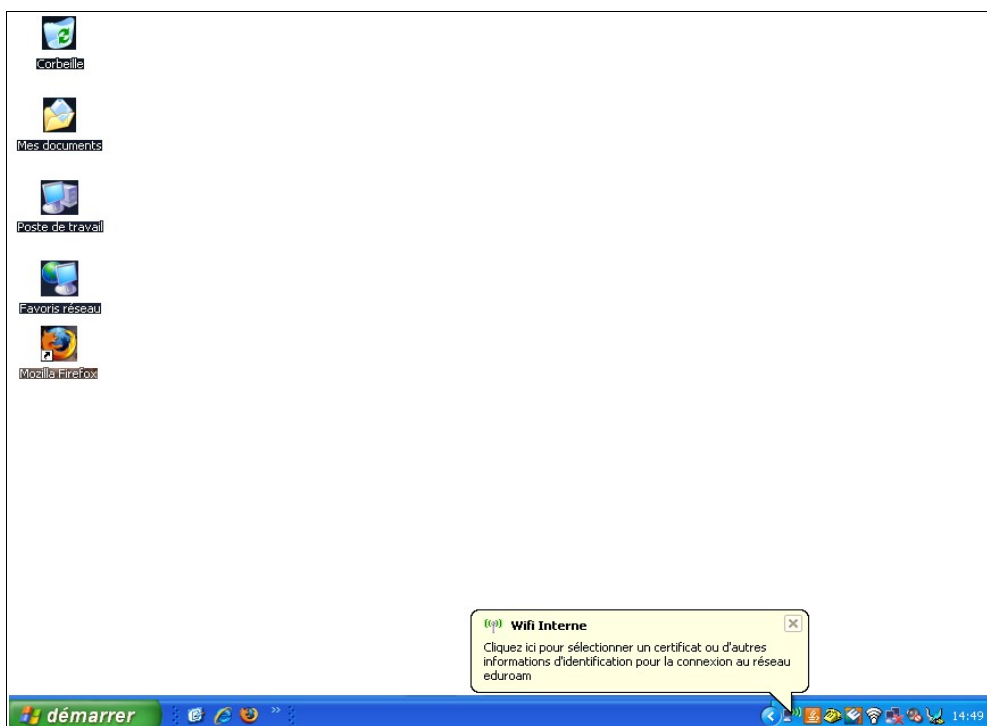 Corbeille
Mes documents
Poste de travail
Favoris réseau
Mozilla Firefox
Wifi Interne
Cliquez ici pour sélectionner un certificat ou d'autres
informations d'identification pour la connexion au réseau
eduroam
démarrer
14:49